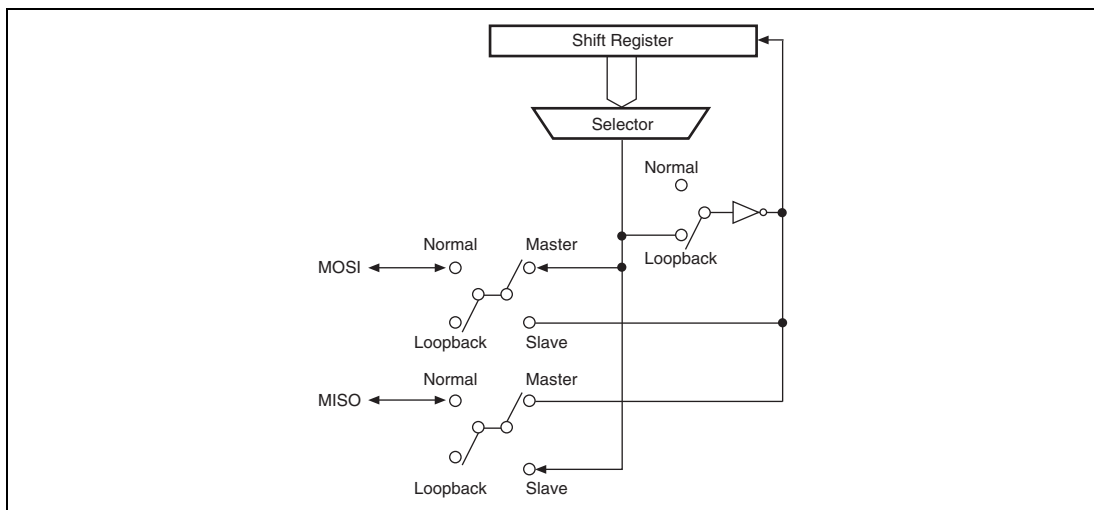 Shift Register
Selector
Normal
Loopback
Normal
Master
MOSI
Loopback
Slave
Normal
Master
MISO
Loopback
Slave